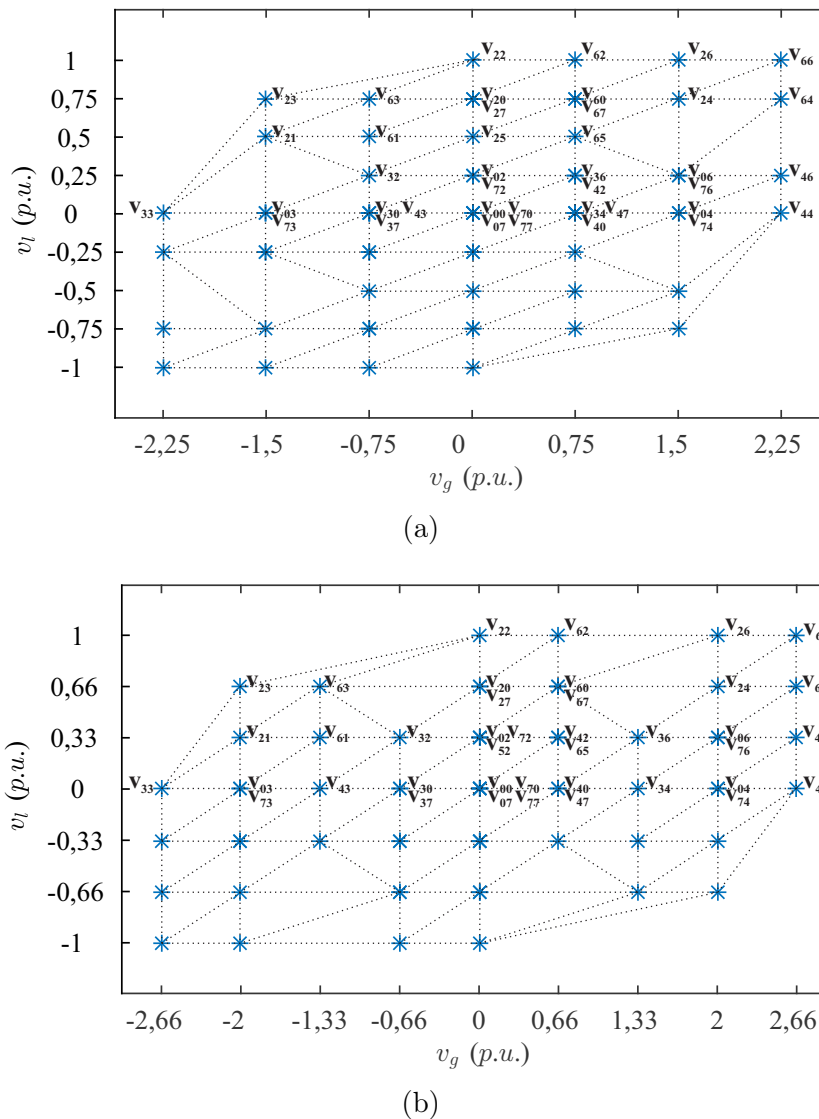 1
0,75
0,5
0,25
0
-0,25
-0,5
-0,75
-1
v_l (p.u.)
V22 V62 V26 V66
V23 V63 V20 V60 V24 V64
V27 V67
V21 V61 V25 V65
V32 V02 V36 V06 V46
V72 V42 V76
V33 V03 V30 V43 V00 V70 V34 V47 V04 V44
V73 V37 V07 V77 V40 V74
-2,25 -1,5 -0,75 0 0,75 1,5 2,25
v_g (p.u.)
(a)
1
0,66
0,33
0
-0,33
-0,66
-1
v_l (p.u.)
V22 V62 V26
V23 V63 V20 V60 V24
V27 V67
V21 V61 V32 V02 V72 V42 V36 V06
V52 V65 V76
V33 V03 V43 V30 V00 V70 V40 V34 V04
V73 V37 V07 V77 V47 V74
-2,66 -2 -1,33 -0,66 0 0,66 1,33 2 2,66
v_g (p.u.)
(b)